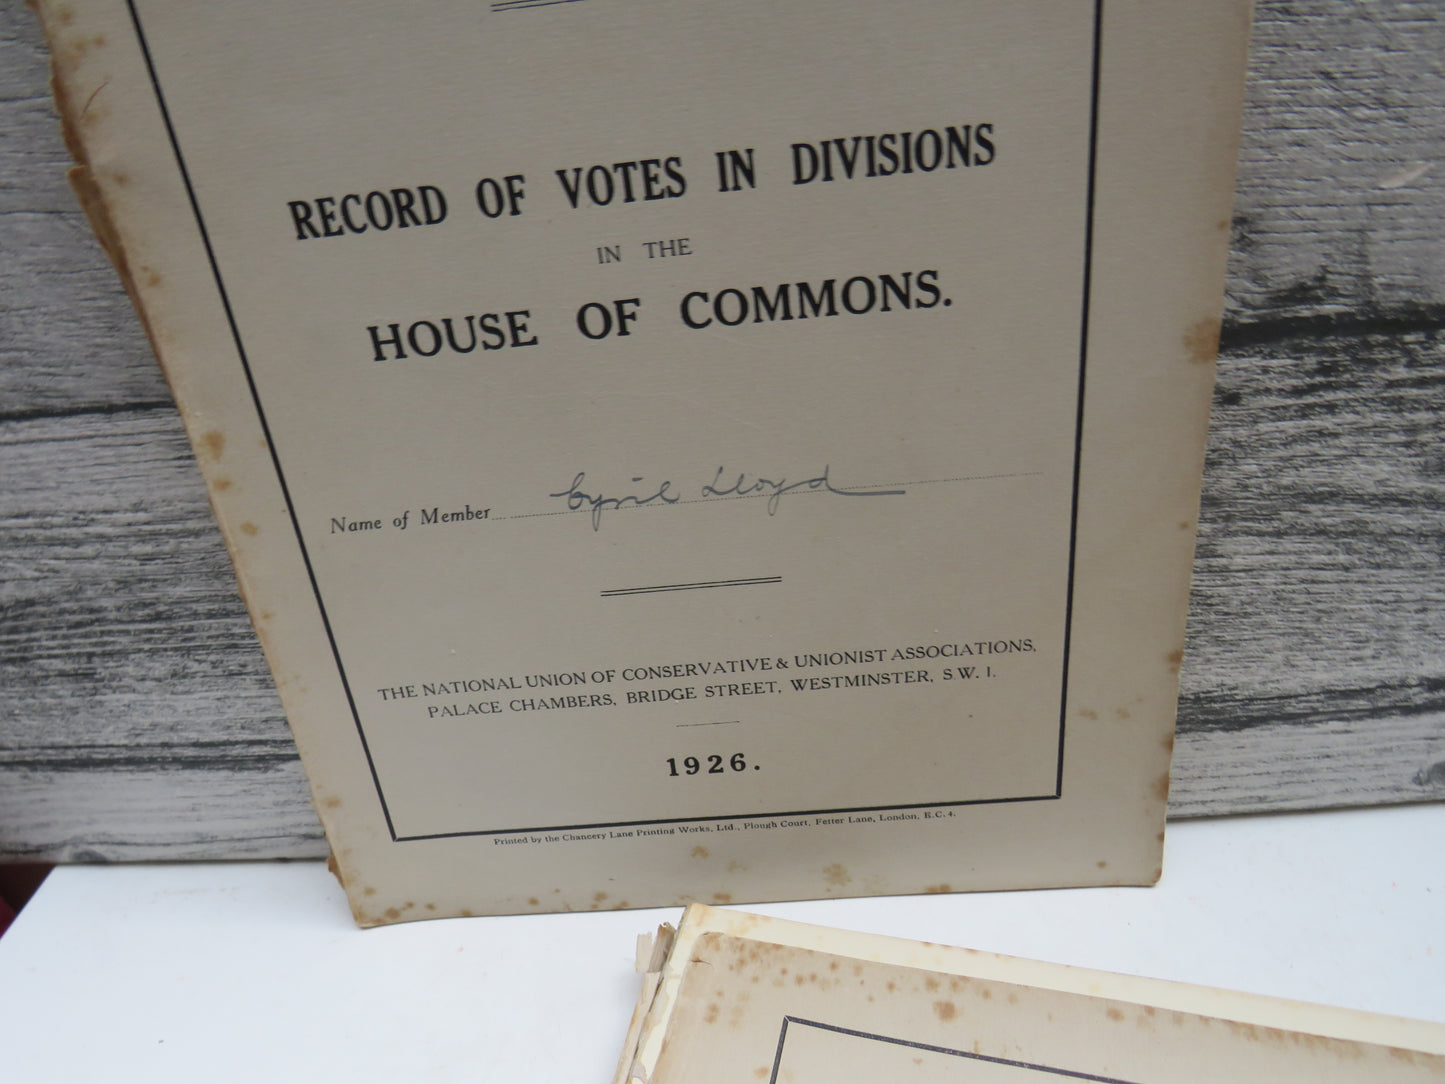 RECORD OF VOTES IN DIVISIONS
IN THE
HOUSE OF COMMONS.
Name of Member Cyril Lloyd
THE NATIONAL UNION OF CONSERVATIVE & UNIONIST ASSOCIATIONS,
PALACE CHAMBERS, BRIDGE STREET, WESTMINSTER, S.W. 1.
1926.
Printed by the Chancery Lane Printing Works, Ltd., Plough Court, Fetter Lane, London, E.C. 4.